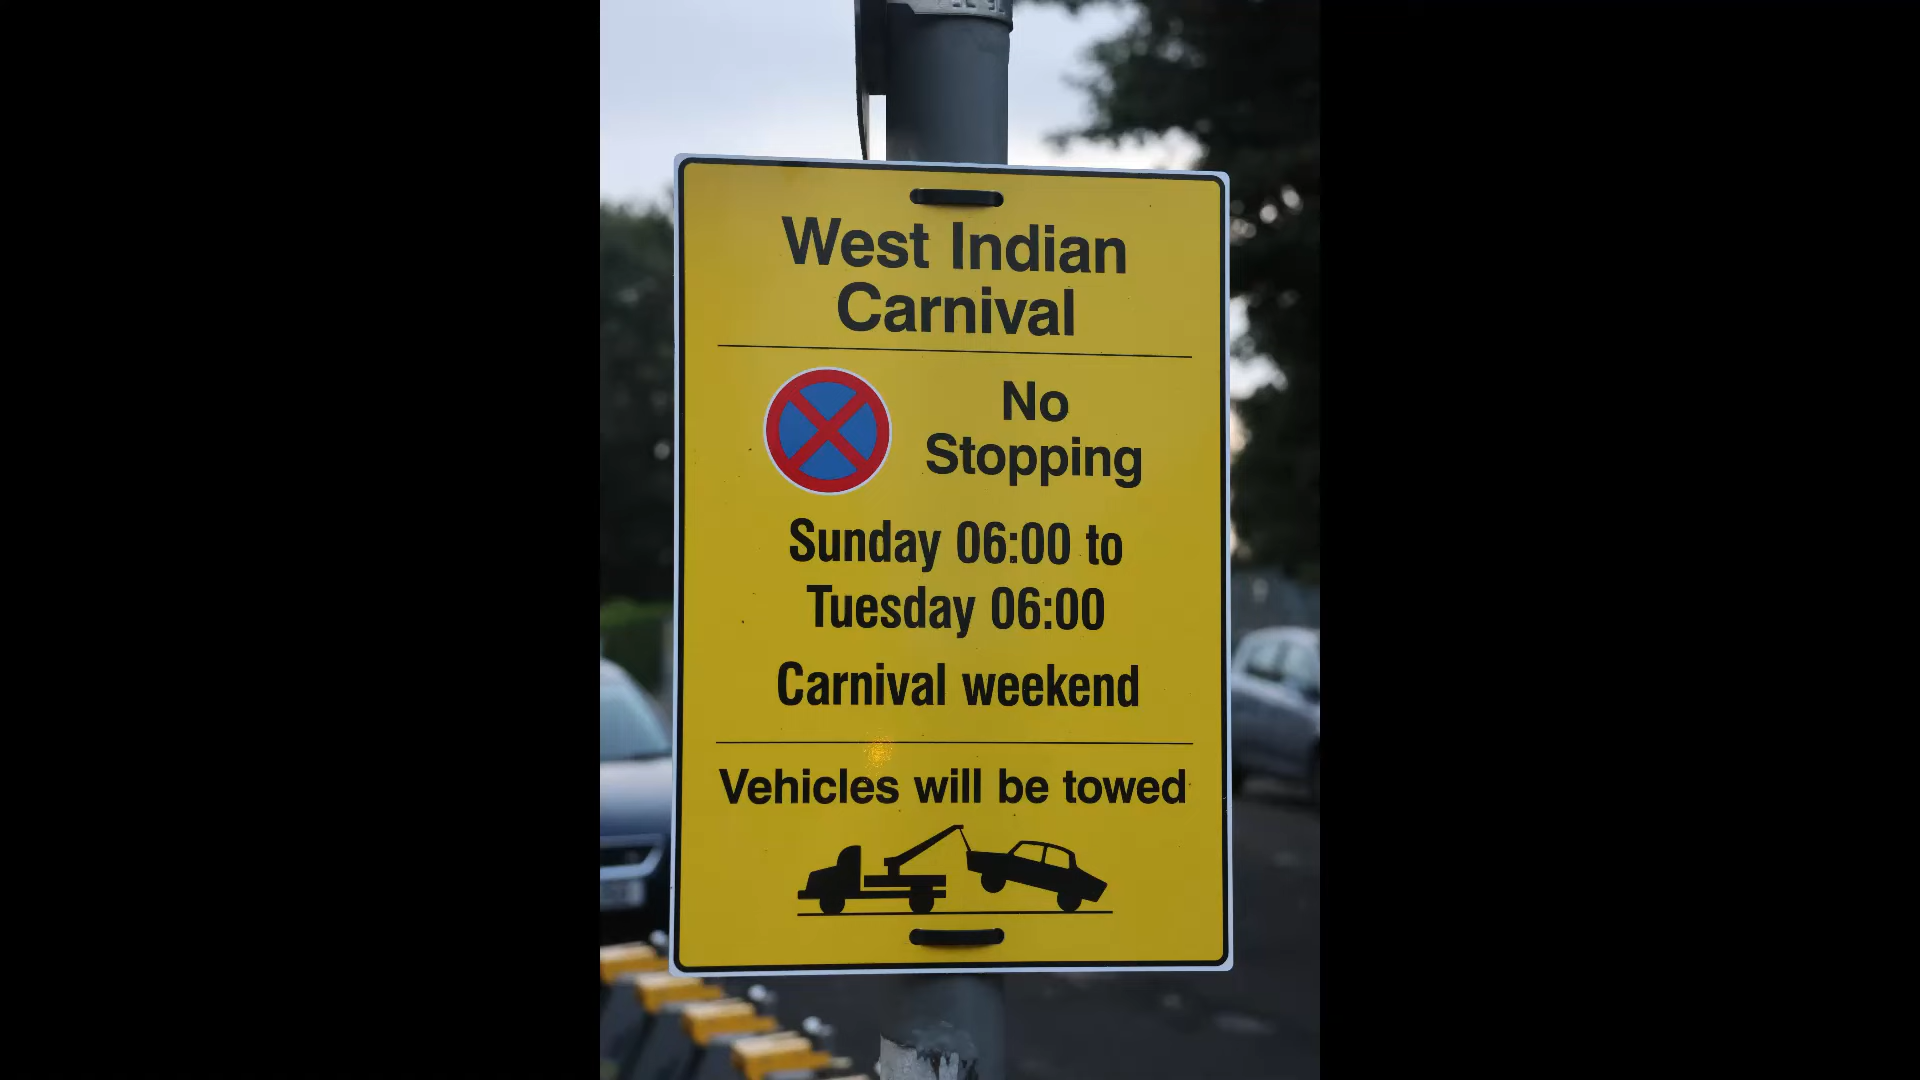 West Indian
Carnival
No
Stopping
Sunday 06:00 to
Tuesday 06:00
Carnival weekend
Vehicles will be towed